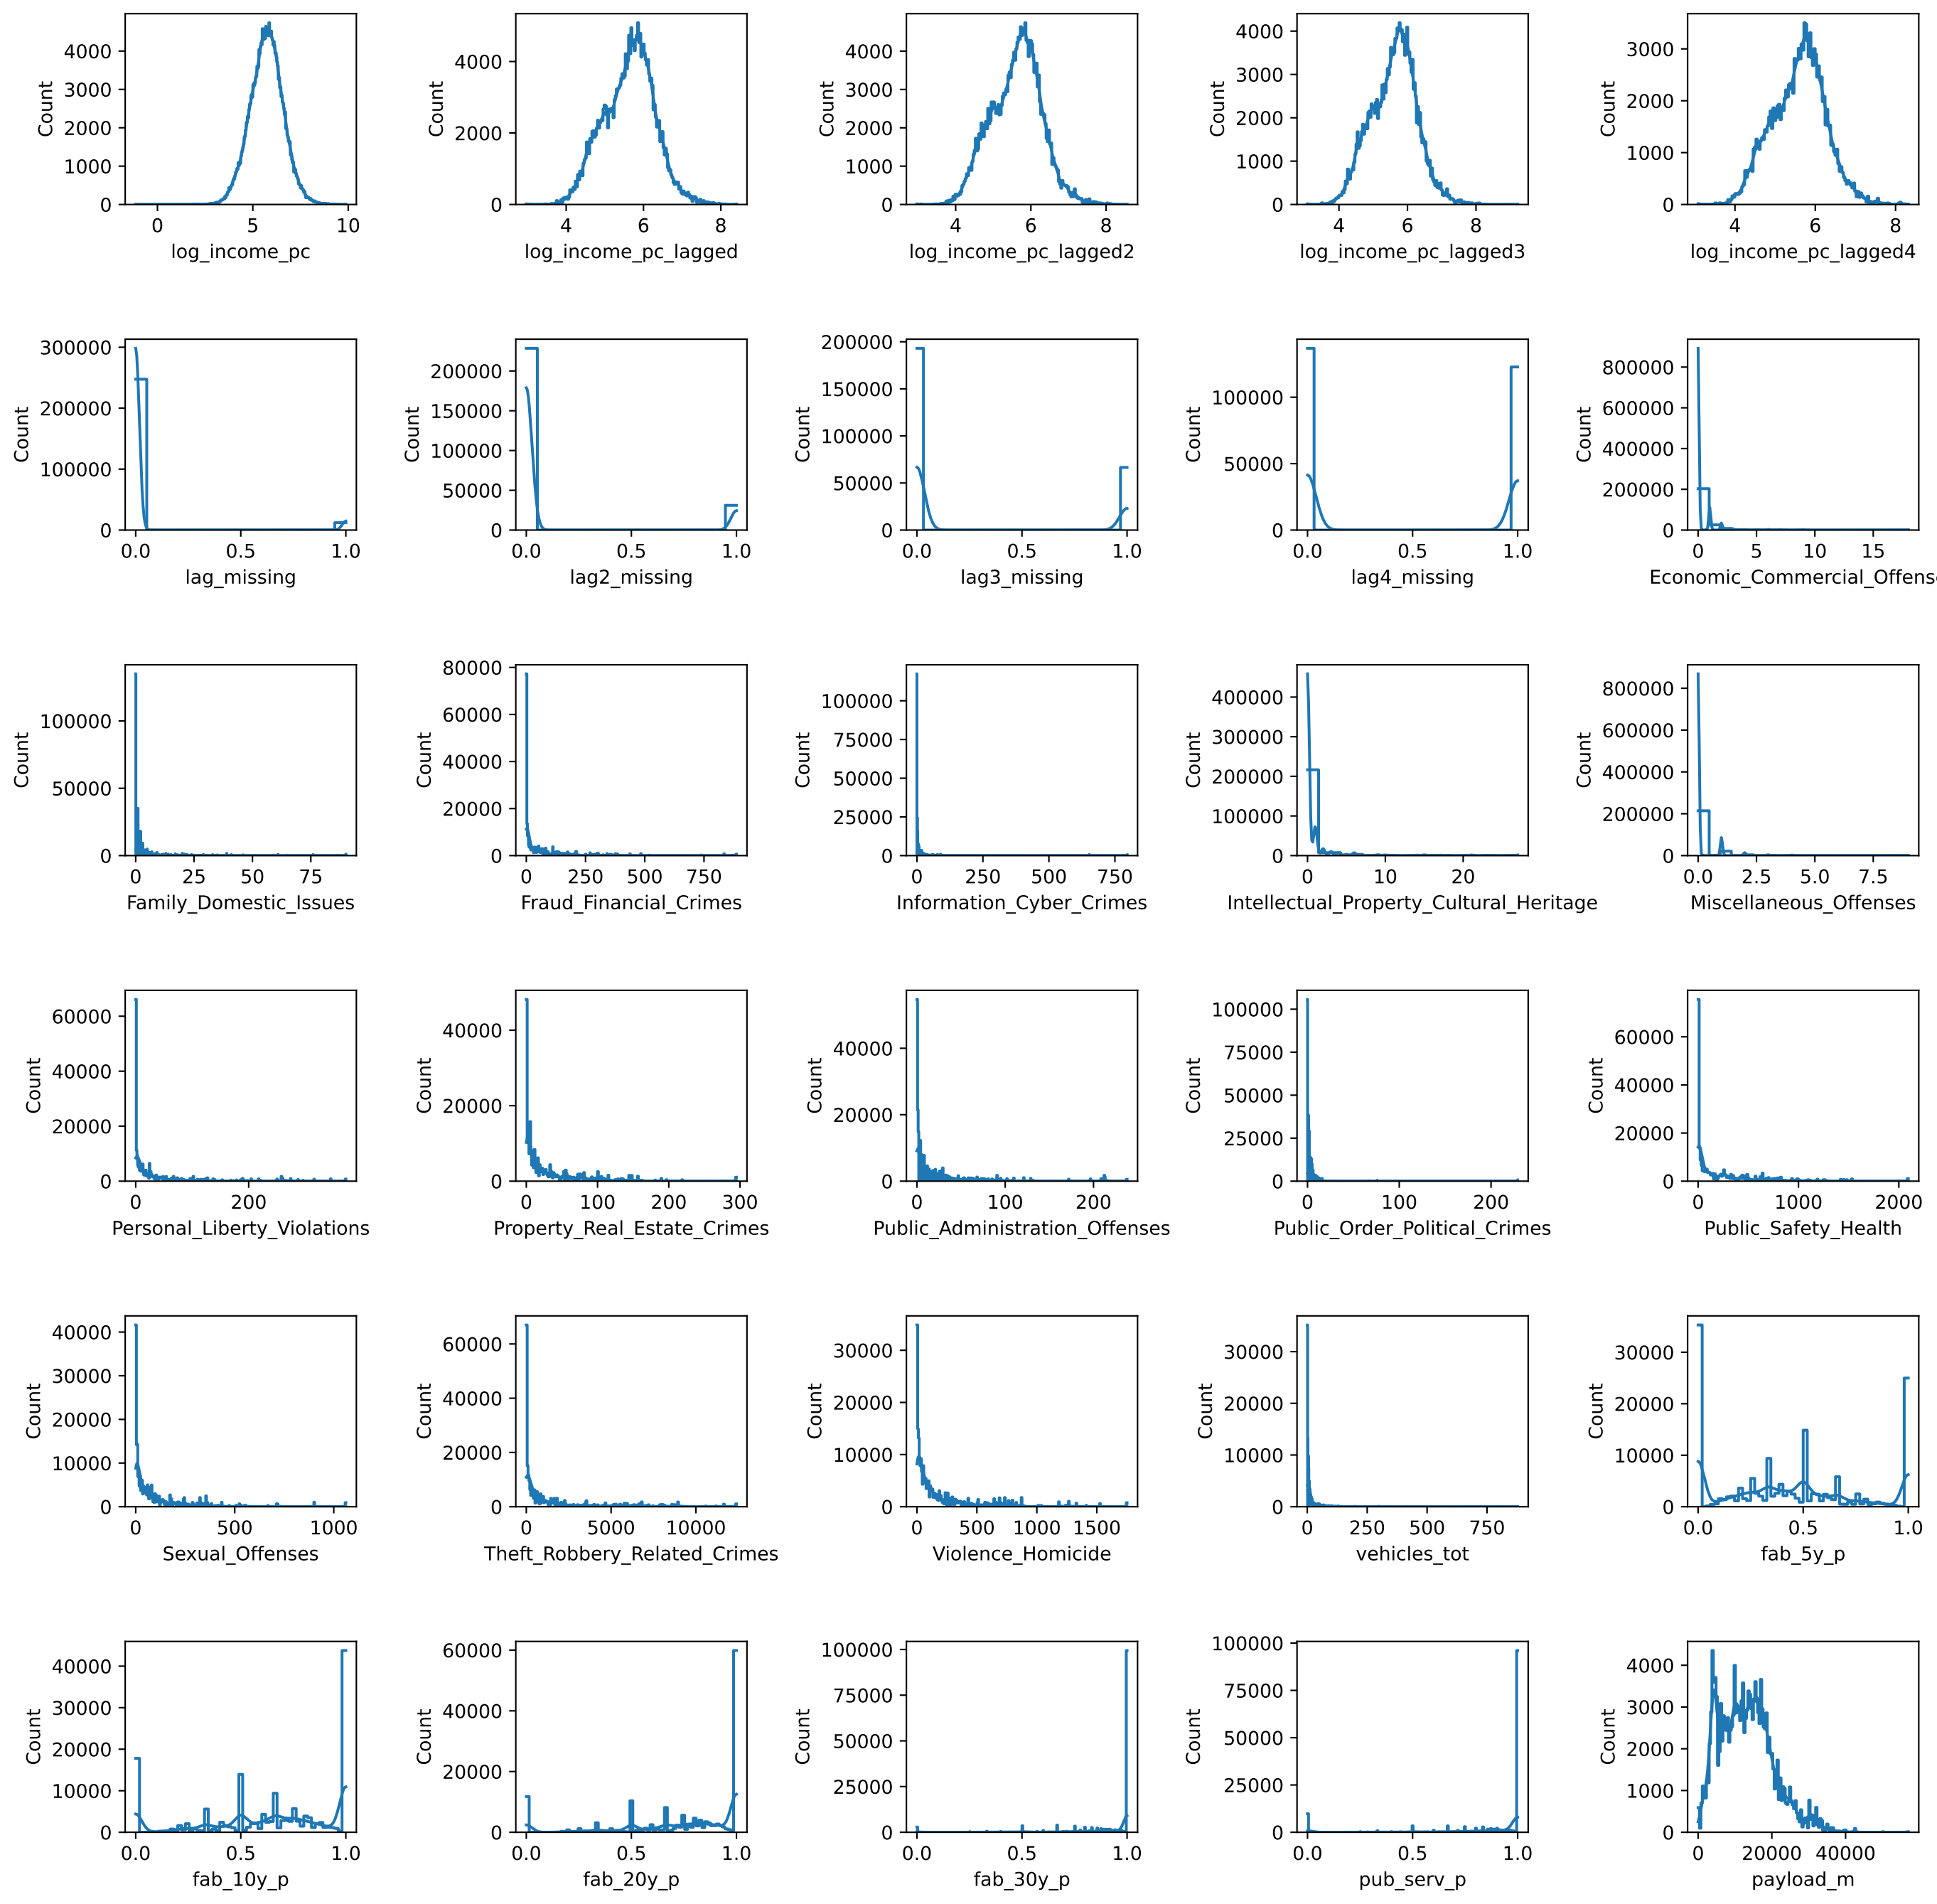 4000
3000
2000
1000
0
Count
0 5 10
log_income_pc
4000
2000
0
Count
4 6 8
log_income_pc_lagged
4000
3000
2000
1000
0
Count
4 6 8
log_income_pc_lagged2
4000
3000
2000
1000
0
Count
4 6 8
log_income_pc_lagged3
3000
2000
1000
0
Count
4 6 8
log_income_pc_lagged4
300000
200000
100000
0
Count
0.0 0.5 1.0
lag_missing
200000
150000
100000
50000
0
Count
0.0 0.5 1.0
lag2_missing
200000
150000
100000
50000
0
Count
0.0 0.5 1.0
lag3_missing
100000
50000
0
Count
0.0 0.5 1.0
lag4_missing
800000
600000
400000
200000
0
Count
0 5 10 15
Economic_Commercial_Offens
100000
50000
0
Count
0 25 50 75
Family_Domestic_Issues
80000
60000
40000
20000
0
Count
0 250 500 750
Fraud_Financial_Crimes
100000
75000
50000
25000
0
Count
0 250 500 750
Information_Cyber_Crimes
400000
300000
200000
100000
0
Count
0 10 20
Intellectual_Property_Cultural_Heritage
800000
600000
400000
200000
0
Count
0.0 2.5 5.0 7.5
Miscellaneous_Offenses
60000
40000
20000
0
Count
0 200
Personal_Liberty_Violations
40000
20000
0
Count
0 100 200 300
Property_Real_Estate_Crimes
40000
20000
0
Count
0 100 200
Public_Administration_Offenses
100000
75000
50000
25000
0
Count
0 100 200
Public_Order_Political_Crimes
60000
40000
20000
0
Count
0 1000 2000
Public_Safety_Health
40000
30000
20000
10000
0
Count
0 500 1000
Sexual_Offenses
60000
40000
20000
0
Count
0 5000 10000
Theft_Robbery_Related_Crimes
30000
20000
10000
0
Count
0 500 1000 1500
Violence_Homicide
30000
20000
10000
0
Count
0 250 500 750
vehicles_tot
30000
20000
10000
0
Count
0.0 0.5 1.0
fab_5y_p
40000
30000
20000
10000
0
Count
0.0 0.5 1.0
fab_10y_p
60000
40000
20000
0
Count
0.0 0.5 1.0
fab_20y_p
100000
75000
50000
25000
0
Count
0.0 0.5 1.0
fab_30y_p
100000
75000
50000
25000
0
Count
0.0 0.5 1.0
pub_serv_p
4000
3000
2000
1000
0
Count
0 20000 40000
payload_m